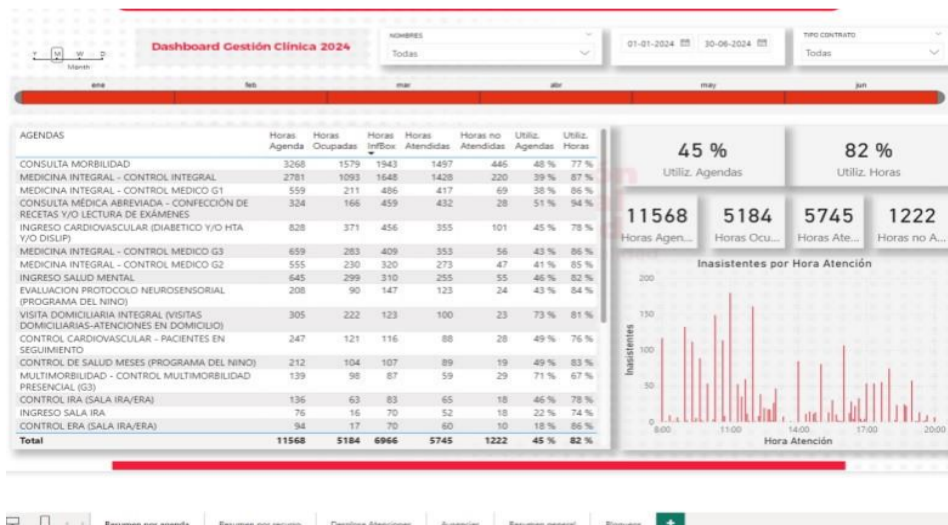 Dashboard Gestión Clínica 2024
NOMBRES
Todas
01-01-2024 30-06-2024
TIPO CONTRATO
Todas
Y M W D
Month
ene feb mar abr may jun
AGENDAS Horas Agenda Horas Ocupadas Horas InfBox Horas Atendidas Horas no Atendidas Utiliz. Agendas Utiliz. Horas
CONSULTA MORBILIDAD 3268 1579 1943 1497 446 48 % 77 %
MEDICINA INTEGRAL - CONTROL INTEGRAL 2781 1093 1648 1428 220 39 % 87 %
MEDICINA INTEGRAL - CONTROL MEDICO G1 559 211 486 417 69 38 % 86 %
CONSULTA MÉDICA ABREVIADA - CONFECCIÓN DE
RECETAS Y/O LECTURA DE EXÁMENES 324 166 459 432 28 51 % 94 %
INGRESO CARDIOVASCULAR (DIABETICO Y/O HTA
Y/O DISLIP) 828 371 456 355 101 45 % 78 %
MEDICINA INTEGRAL - CONTROL MEDICO G3 659 283 409 353 56 43 % 86 %
MEDICINA INTEGRAL - CONTROL MEDICO G2 555 230 320 273 47 41 % 85 %
INGRESO SALUD MENTAL 645 299 310 255 55 46 % 82 %
EVALUACION PROTOCOLO NEUROSENSORIAL
(PROGRAMA DEL NINO) 208 90 147 123 24 43 % 84 %
VISITA DOMICILIARIA INTEGRAL (VISITAS
DOMICILIARIAS-ATENCIONES EN DOMICILIO) 305 222 123 100 23 73 % 81 %
CONTROL CARDIOVASCULAR - PACIENTES EN
SEGUIMIENTO 247 121 116 88 28 49 % 76 %
CONTROL DE SALUD MESES (PROGRAMA DEL NINO) 212 104 107 89 19 49 % 83 %
MULTIMORBILIDAD - CONTROL MULTIMORBILIDAD
PRESENCIAL (G3) 139 98 87 59 29 71 % 67 %
CONTROL IRA (SALA IRA/ERA) 136 63 83 65 18 46 % 78 %
INGRESO SALA IRA 76 16 70 52 18 22 % 74 %
CONTROL ERA (SALA IRA/ERA) 94 17 70 60 10 18 % 86 %
Total 11568 5184 6966 5745 1222 45 % 82 %
45 %
Utiliz. Agendas
82 %
Utiliz. Horas
11568
Horas Agen...
5184
Horas Ocu...
5745
Horas Ate...
1222
Horas no A...
Inasistentes por Hora Atención
Inasistentes
200
150
100
50
0
8:00 11:00 14:00 17:00 20:00
Hora Atención
Resumen por agenda Resumen por recurso Desglose Atenciones Ausencias Resumen general Bloqueos +